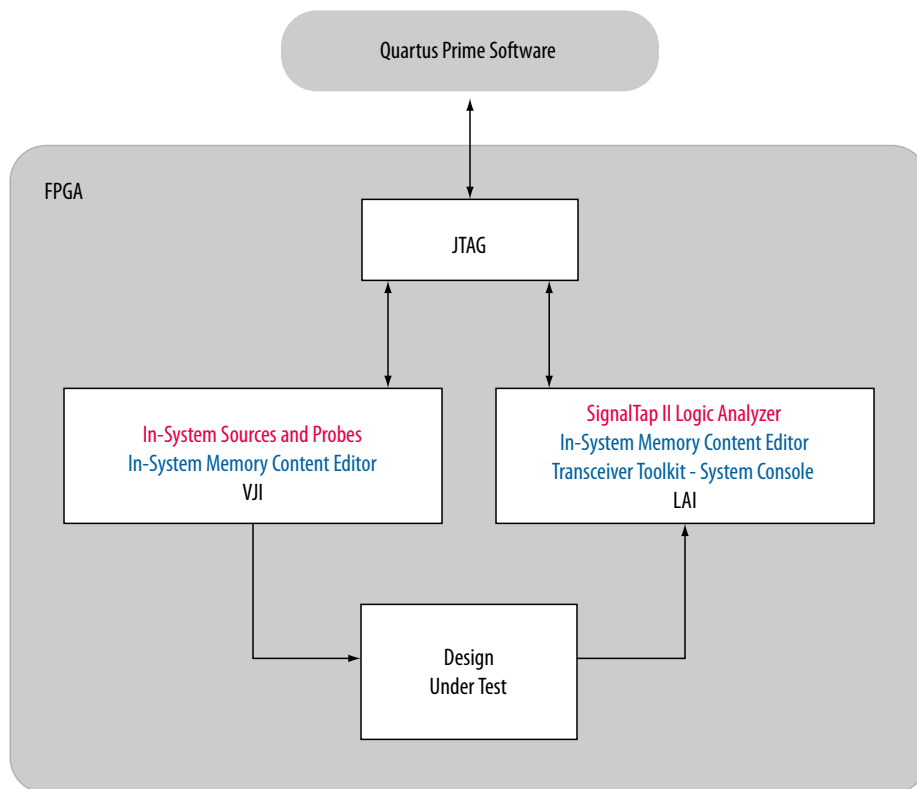 Quartus Prime Software
FPGA
JTAG
In-System Sources and Probes
In-System Memory Content Editor
VJI
SignalTap II Logic Analyzer
In-System Memory Content Editor
Transceiver Toolkit - System Console
LAI
Design
Under Test